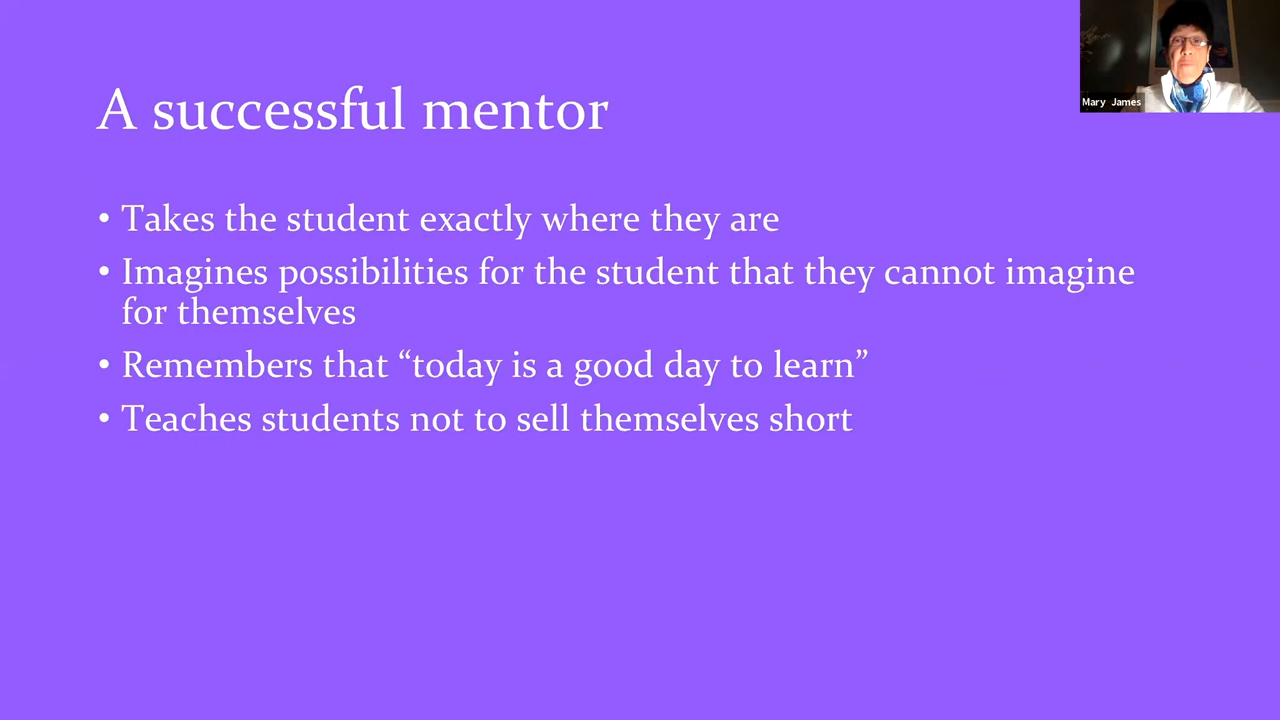 A successful mentor
Mary James
• Takes the student exactly where they are
• Imagines possibilities for the student that they cannot imagine
for themselves
• Remembers that “today is a good day to learn”
• Teaches students not to sell themselves short